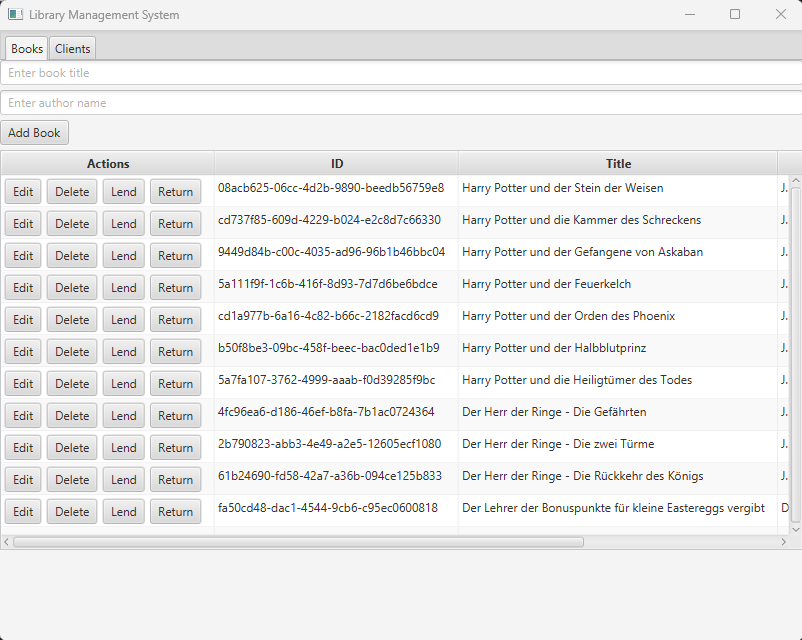 Library Management System
Books Clients
Enter book title
Enter author name
Add Book
Actions ID Title
Edit Delete Lend Return 08acb625-06cc-4d2b-9890-beedb56759e8 Harry Potter und der Stein der Weisen J.
Edit Delete Lend Return cd737f85-609d-4229-b024-e2c8d7c66330 Harry Potter und die Kammer des Schreckens J.
Edit Delete Lend Return 9449d84b-c00c-4035-ad96-96b1b46bbc04 Harry Potter und der Gefangene von Askaban J.
Edit Delete Lend Return 5a111f9f-1c6b-416f-8d93-7d7d6be6bdce Harry Potter und der Feuerkelch J.
Edit Delete Lend Return cd1a977b-6a16-4c82-b66c-2182facd6cd9 Harry Potter und der Orden des Phoenix J.
Edit Delete Lend Return b50f8be3-09bc-458f-beec-bac0ded1e1b9 Harry Potter und der Halbblutprinz J.
Edit Delete Lend Return 5a7fa107-3762-4999-aaab-f0d39285f9bc Harry Potter und die Heiligtümer des Todes J.
Edit Delete Lend Return 4fc96ea6-d186-46ef-b8fa-7b1ac0724364 Der Herr der Ringe - Die Gefährten J.
Edit Delete Lend Return 2b790823-abb3-4e49-a2e5-12605ecf1080 Der Herr der Ringe - Die zwei Türme J.
Edit Delete Lend Return 61b24690-fd58-42a7-a36b-094ce125b833 Der Herr der Ringe - Die Rückkehr des Königs J.
Edit Delete Lend Return fa50cd48-dac1-4544-9cb6-c95ec0600818 Der Lehrer der Bonuspunkte für kleine Eastereggs vergibt D